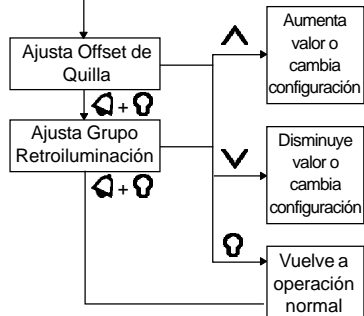 Ajusta Offset de
Quilla
+
Ajusta Grupo
Retroiluminación
+
Aumenta
valor o
cambia
configuración
Disminuye
valor o
cambia
configuración
Vuelve a
operación
normal